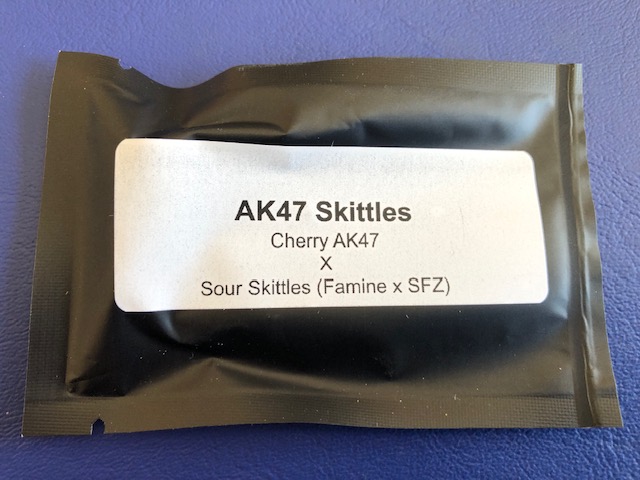 AK47 Skittles
Cherry AK47
X
Sour Skittles (Famine x SFZ)